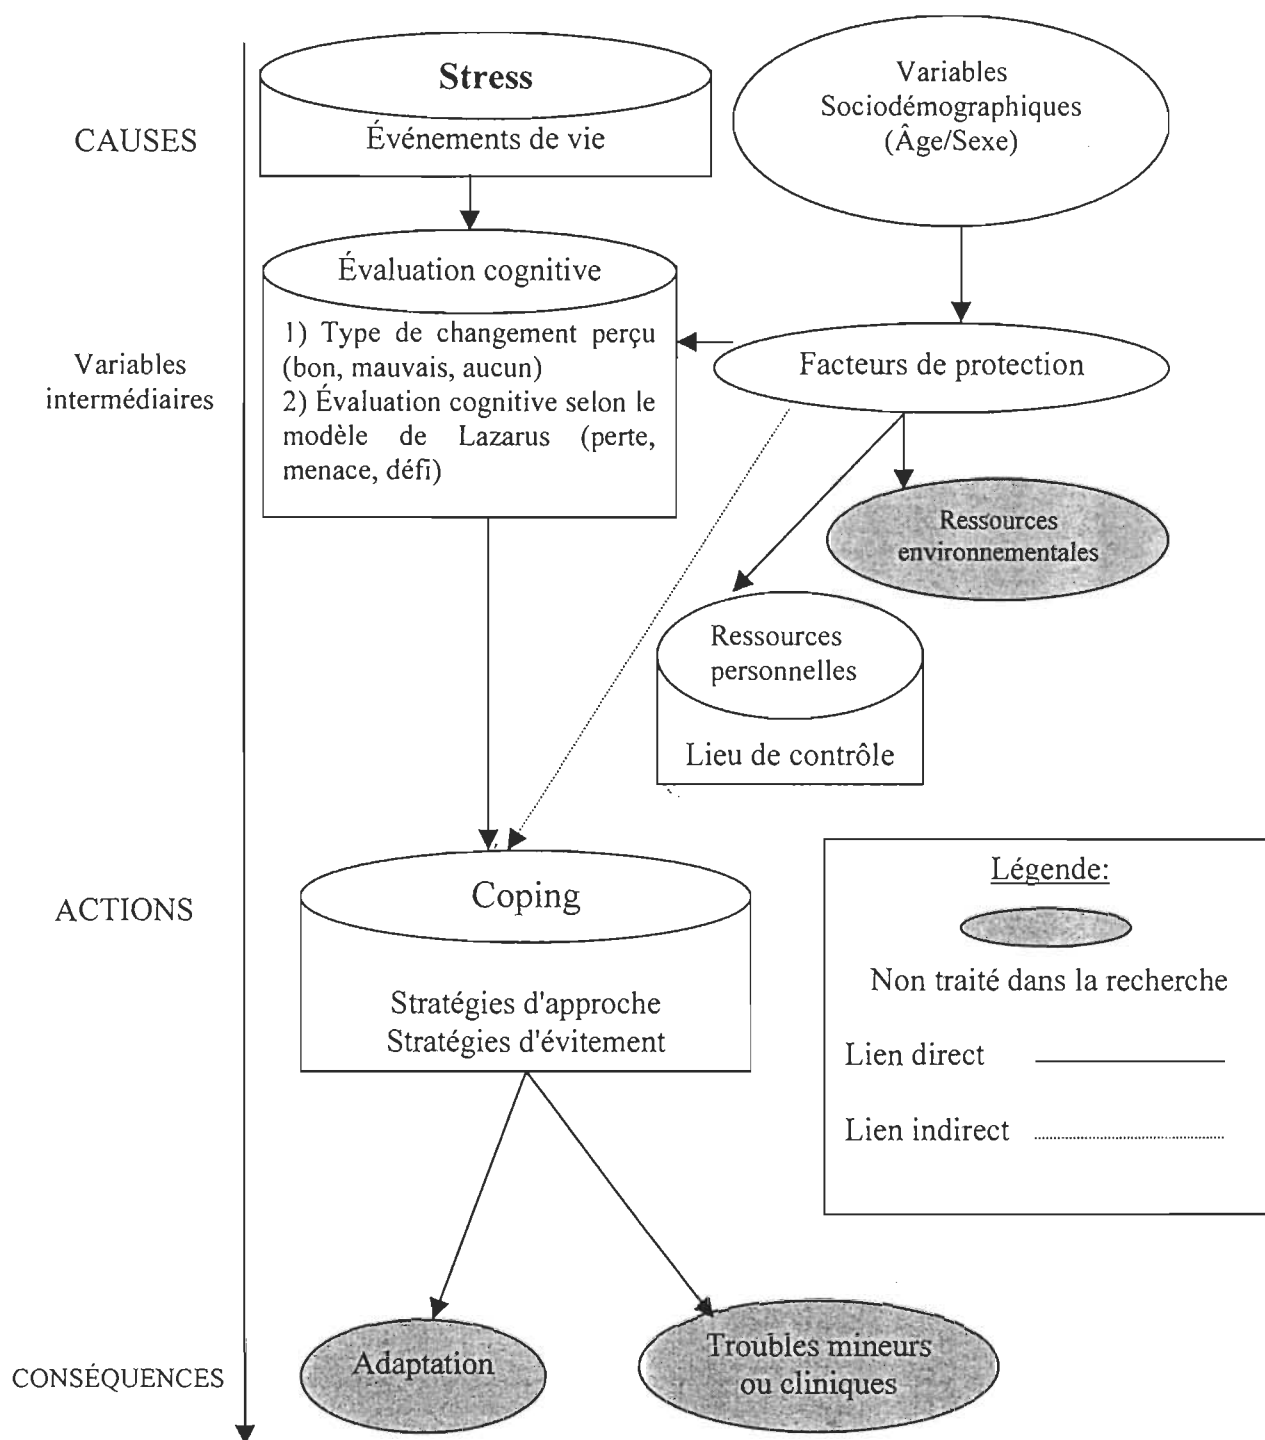 Stress
Événements de vie
Variables
Sociodémographiques
(Âge/Sexe)
CAUSES
Évaluation cognitive
1) Type de changement perçu
(bon, mauvais, aucun)
2) Évaluation cognitive selon le
modèle de Lazarus (perte,
menace, défi)
Variables
intermédiaires
Facteurs de protection
Ressources
environnementales
Ressources
personnelles
Lieu de contrôle
ACTIONS
Coping
Stratégies d'approche
Stratégies d'évitement
Légende:
Non traité dans la recherche
Lien direct
Lien indirect
CONSÉQUENCES
Adaptation
Troubles mineurs
ou cliniques